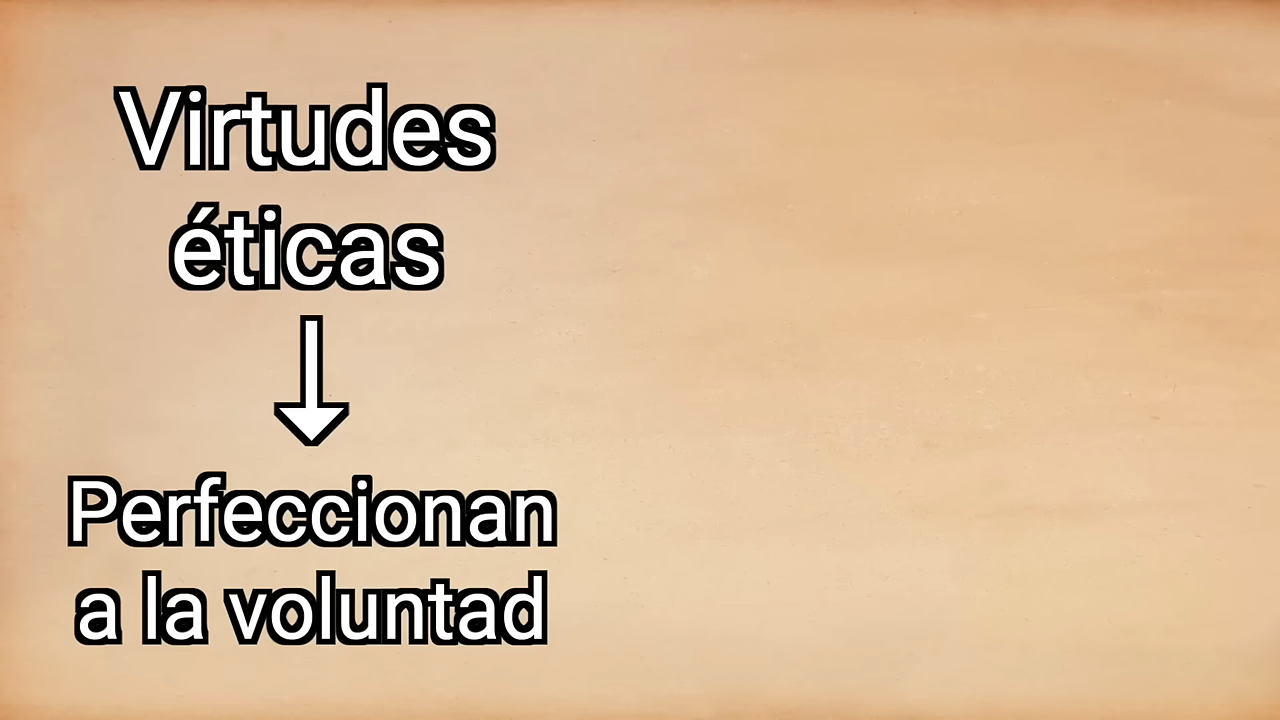 Virtudes
éticas
↓
Perfeccionan
a la voluntad